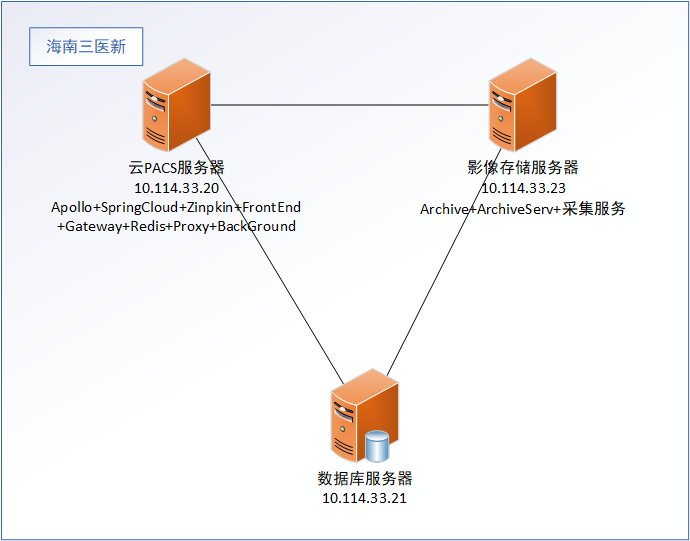 海南三医新
云PACS服务器
10.114.33.20
Apollo+SpringCloud+Zinpkin+FrontEnd
+Gateway+Redis+Proxy+BackGround
影像存储服务器
10.114.33.23
Archive+ArchiveServ+采集服务
数据库服务器
10.114.33.21